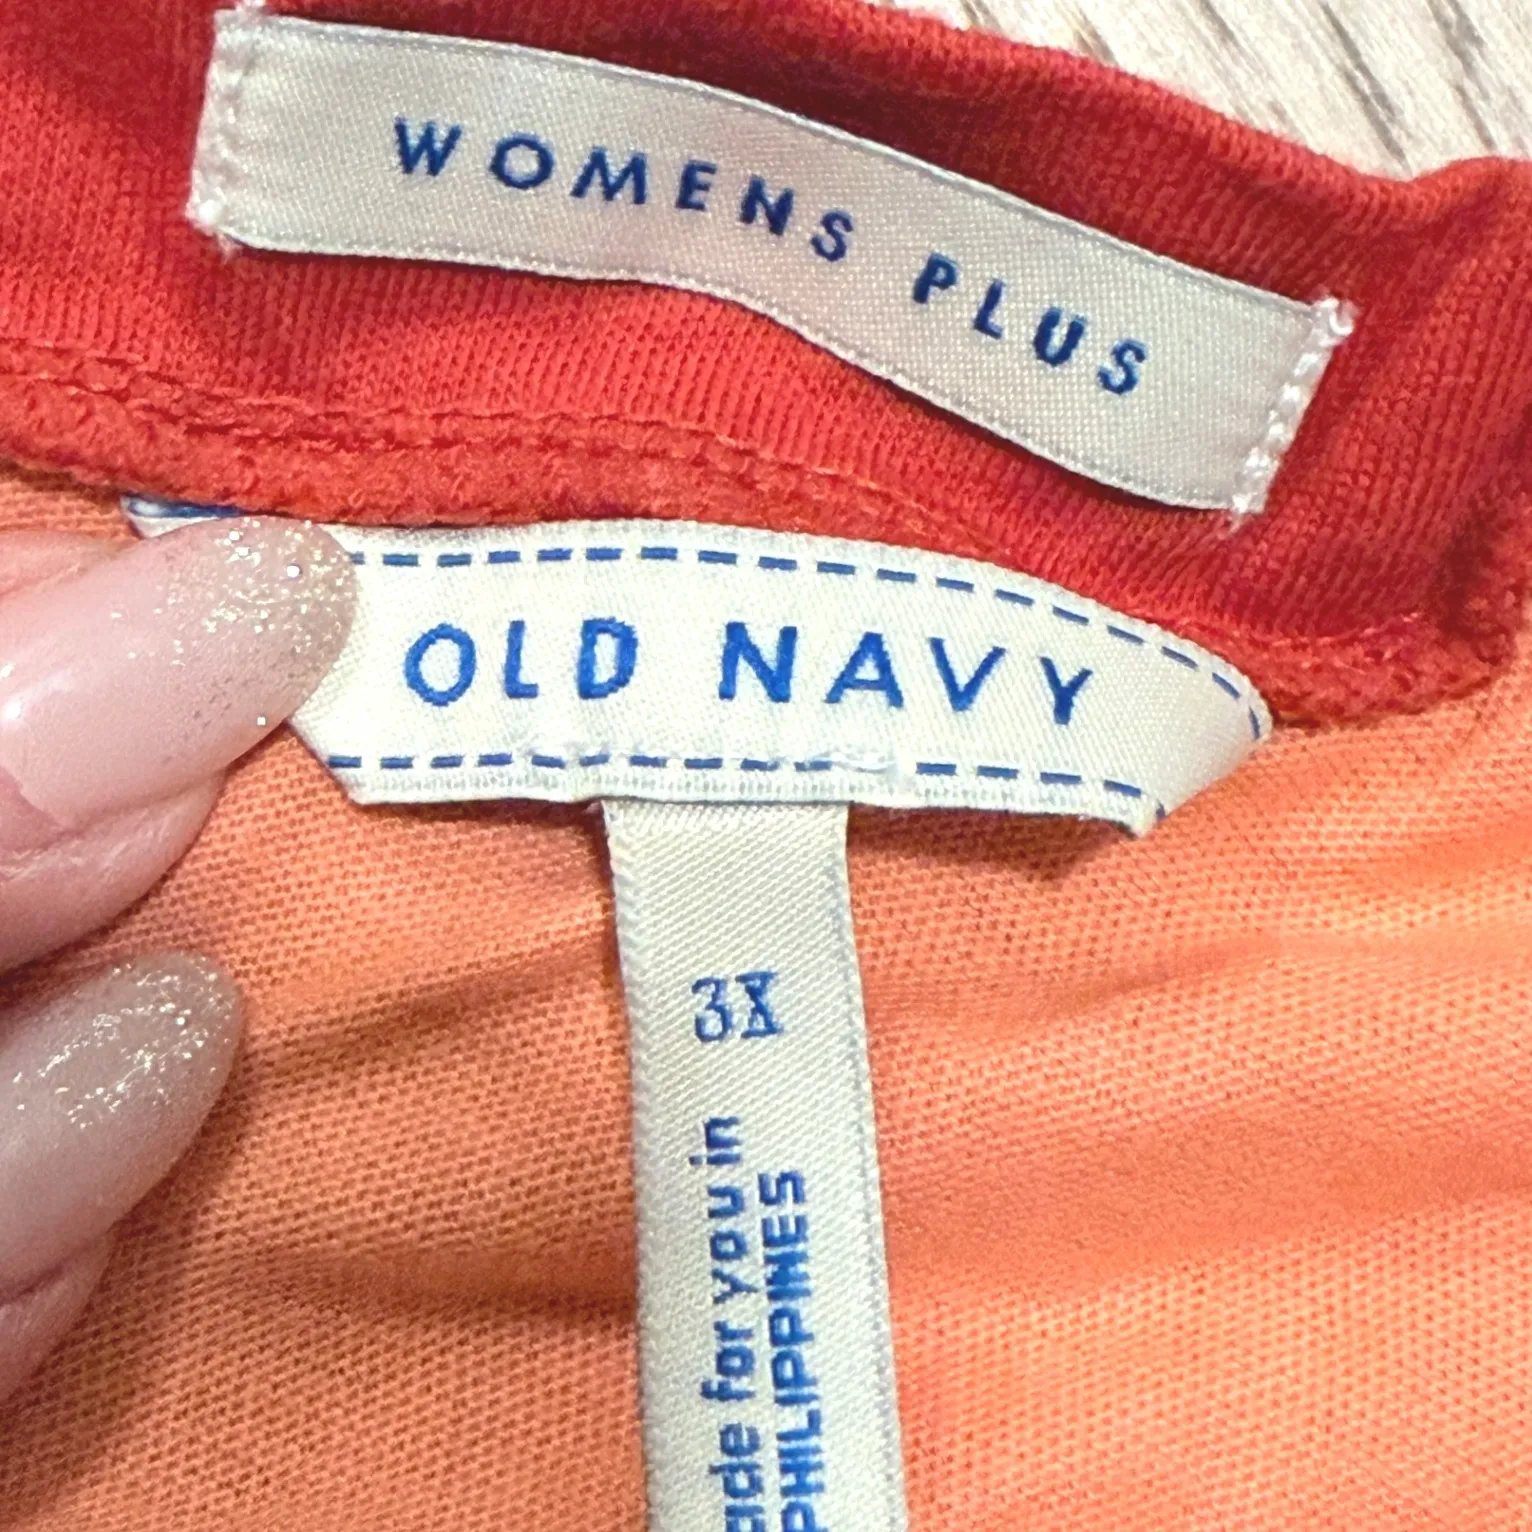 WOMENS PLUS
OLD NAVY
3X
ade for you in
PHILIPPINES